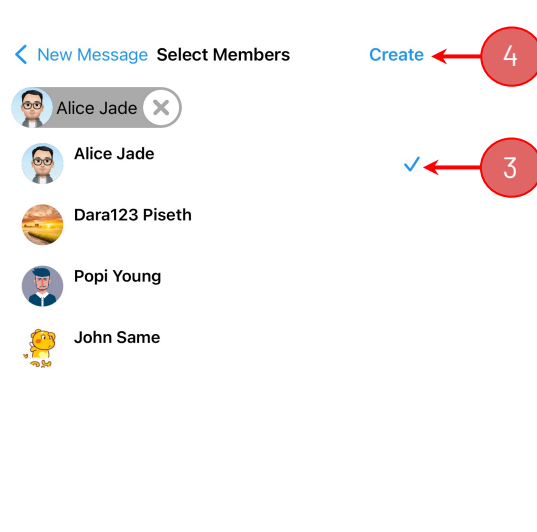 New Message Select Members Create 4
Alice Jade
Alice Jade 3
Dara123 Piseth
Popi Young
John Same